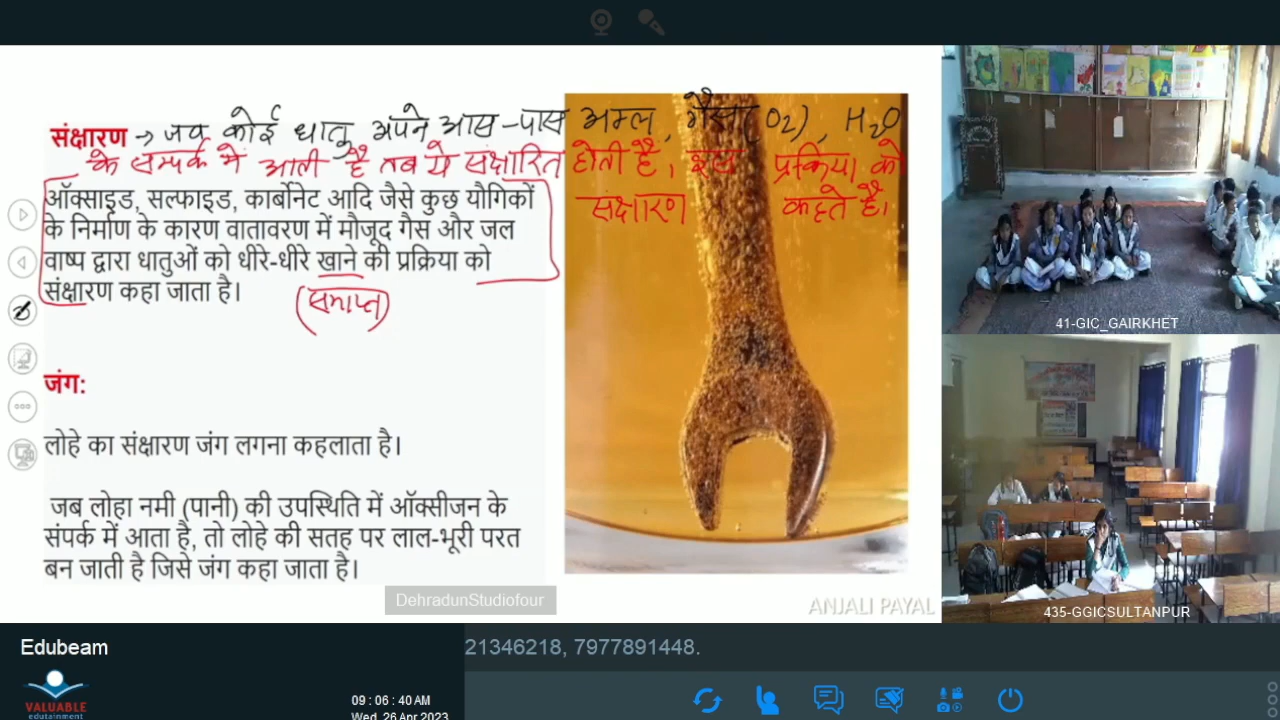 संक्षारण → जब कोई धातु अपने आस-पास अम्ल, गैस (O2), H2O
के सम्पर्क में आती है तब ये संक्षारित होती है, इस प्रक्रिया को
संक्षारण कहते है।
ऑक्साइड, सल्फाइड, कार्बोनेट आदि जैसे कुछ यौगिकों
के निर्माण के कारण वातावरण में मौजूद गैस और जल
वाष्प द्वारा धातुओं को धीरे-धीरे खाने की प्रक्रिया को
संक्षारण कहा जाता है।
(समाप्त)
जंग:
लोहे का संक्षारण जंग लगना कहलाता है।
जब लोहा नमी (पानी) की उपस्थिति में ऑक्सीजन के
संपर्क में आता है, तो लोहे की सतह पर लाल-भूरी परत
बन जाती है जिसे जंग कहा जाता है।
DehradunStudiofour
ANJALI PAYAL
41-GIC_GAIRKHET
435-GGICSULTANPUR
Edubeam
21346218, 7977891448.
VALUABLE
edutainment
09 : 06 : 40 AM
Wed, 26 Apr 2023